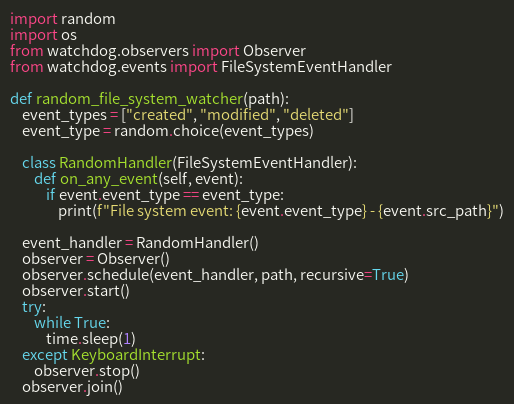 import random
import os
from watchdog.observers import Observer
from watchdog.events import FileSystemEventHandler

def random_file_system_watcher(path):
    event_types = ["created", "modified", "deleted"]
    event_type = random.choice(event_types)

    class RandomHandler(FileSystemEventHandler):
        def on_any_event(self, event):
            if event.event_type == event_type:
                print(f"File system event: {event.event_type} - {event.src_path}")

    event_handler = RandomHandler()
    observer = Observer()
    observer.schedule(event_handler, path, recursive=True)
    observer.start()
    try:
        while True:
            time.sleep(1)
    except KeyboardInterrupt:
        observer.stop()
    observer.join()